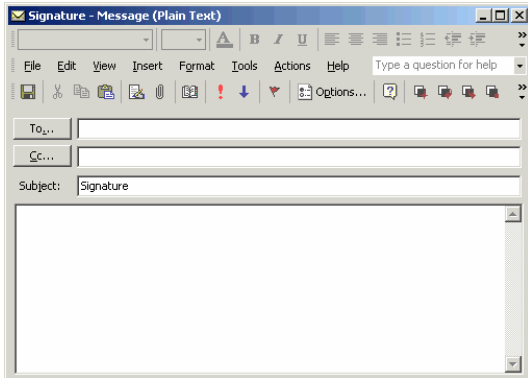 Signature - Message (Plain Text)
A B I U
File Edit View Insert Format Tools Actions Help Type a question for help
Options...
To...
Cc...
Subject: Signature